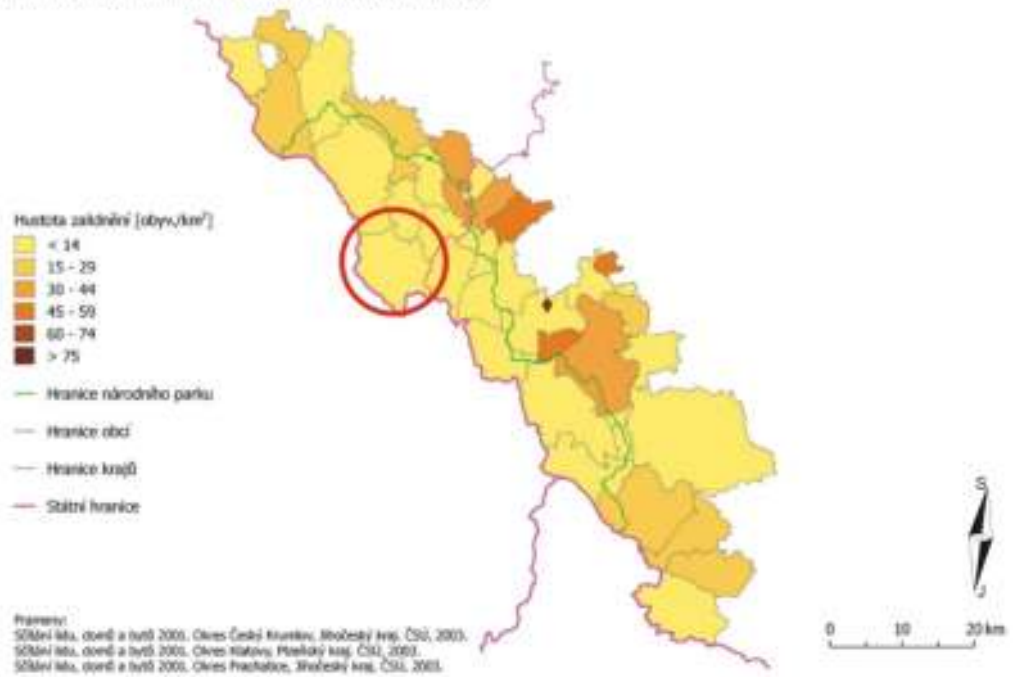 Hustota zalidnění [obyv./km²]
< 14
15 - 29
30 - 44
45 - 59
60 - 74
> 75
Hranice národního parku
Hranice obcí
Hranice krajů
Státní hranice
S
J
0 10 20 km
Prameny:
Sčítání lidu, domů a bytů 2001. Okres Český Krumlov, Jihočeský kraj. ČSÚ, 2003.
Sčítání lidu, domů a bytů 2001. Okres Klatovy, Plzeňský kraj. ČSÚ, 2003.
Sčítání lidu, domů a bytů 2001. Okres Prachatice, Jihočeský kraj. ČSÚ, 2003.